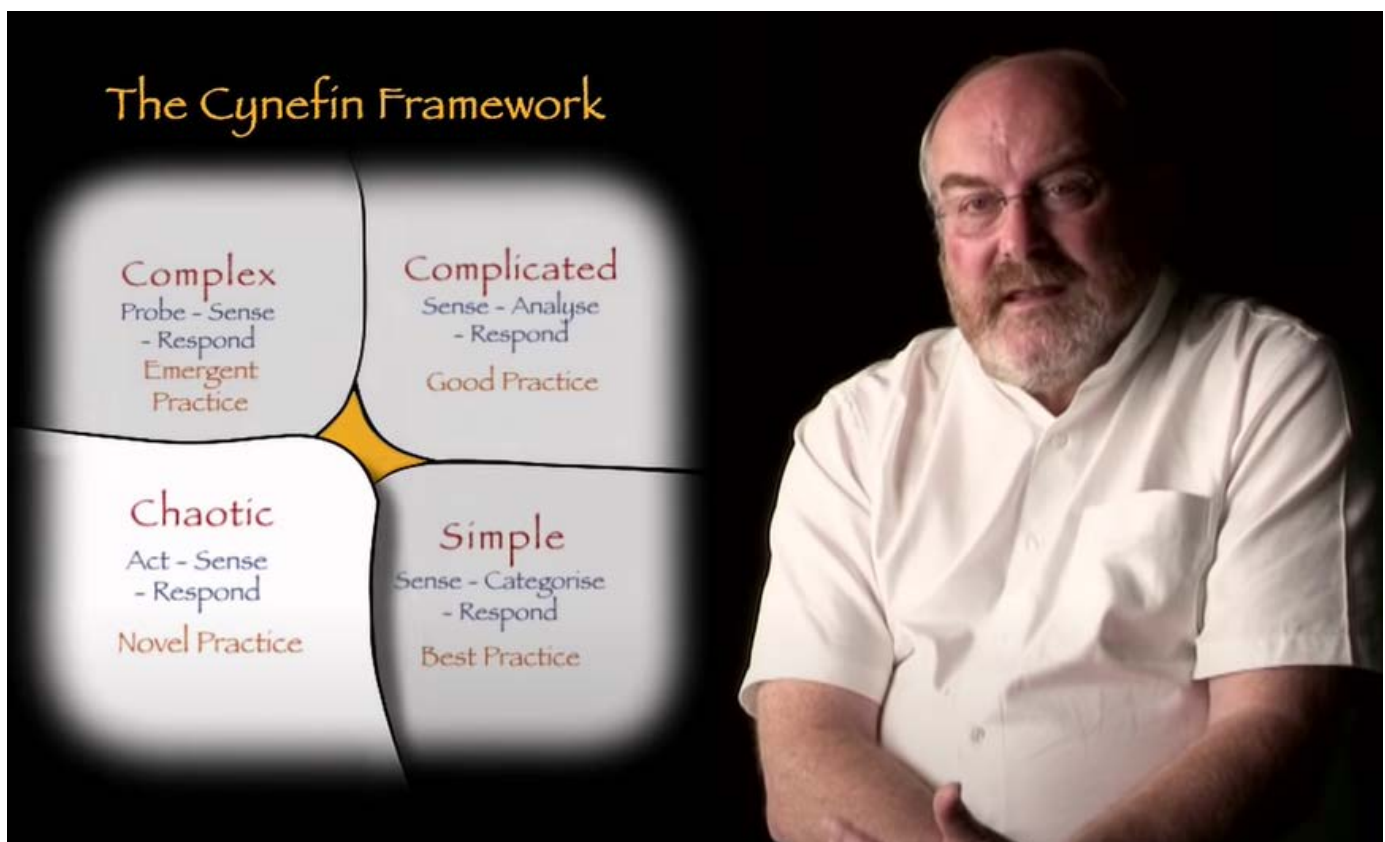 The Cynefin Framework
Complex
Probe - Sense
- Respond
Emergent
Practice
Complicated
Sense - Analyse
- Respond
Good Practice
Chaotic
Act - Sense
- Respond
Novel Practice
Simple
Sense - Categorise
- Respond
Best Practice